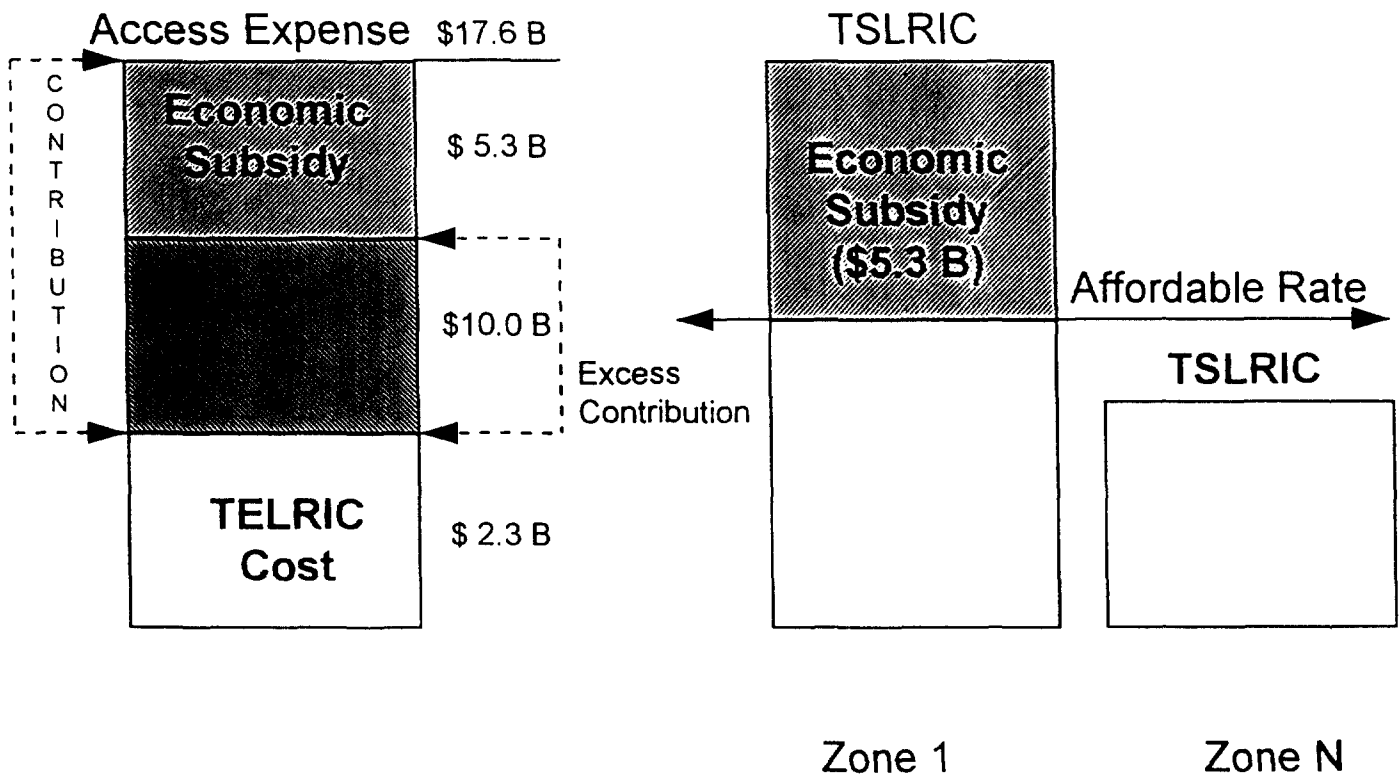 Access Expense $17.6 B
CONTRIBUTION
Economic
Subsidy
$ 5.3 B
$10.0 B
Excess
Contribution
TELRIC
Cost
$ 2.3 B
TSLRIC
Economic
Subsidy
($5.3 B)
Affordable Rate
TSLRIC
Zone 1
Zone N